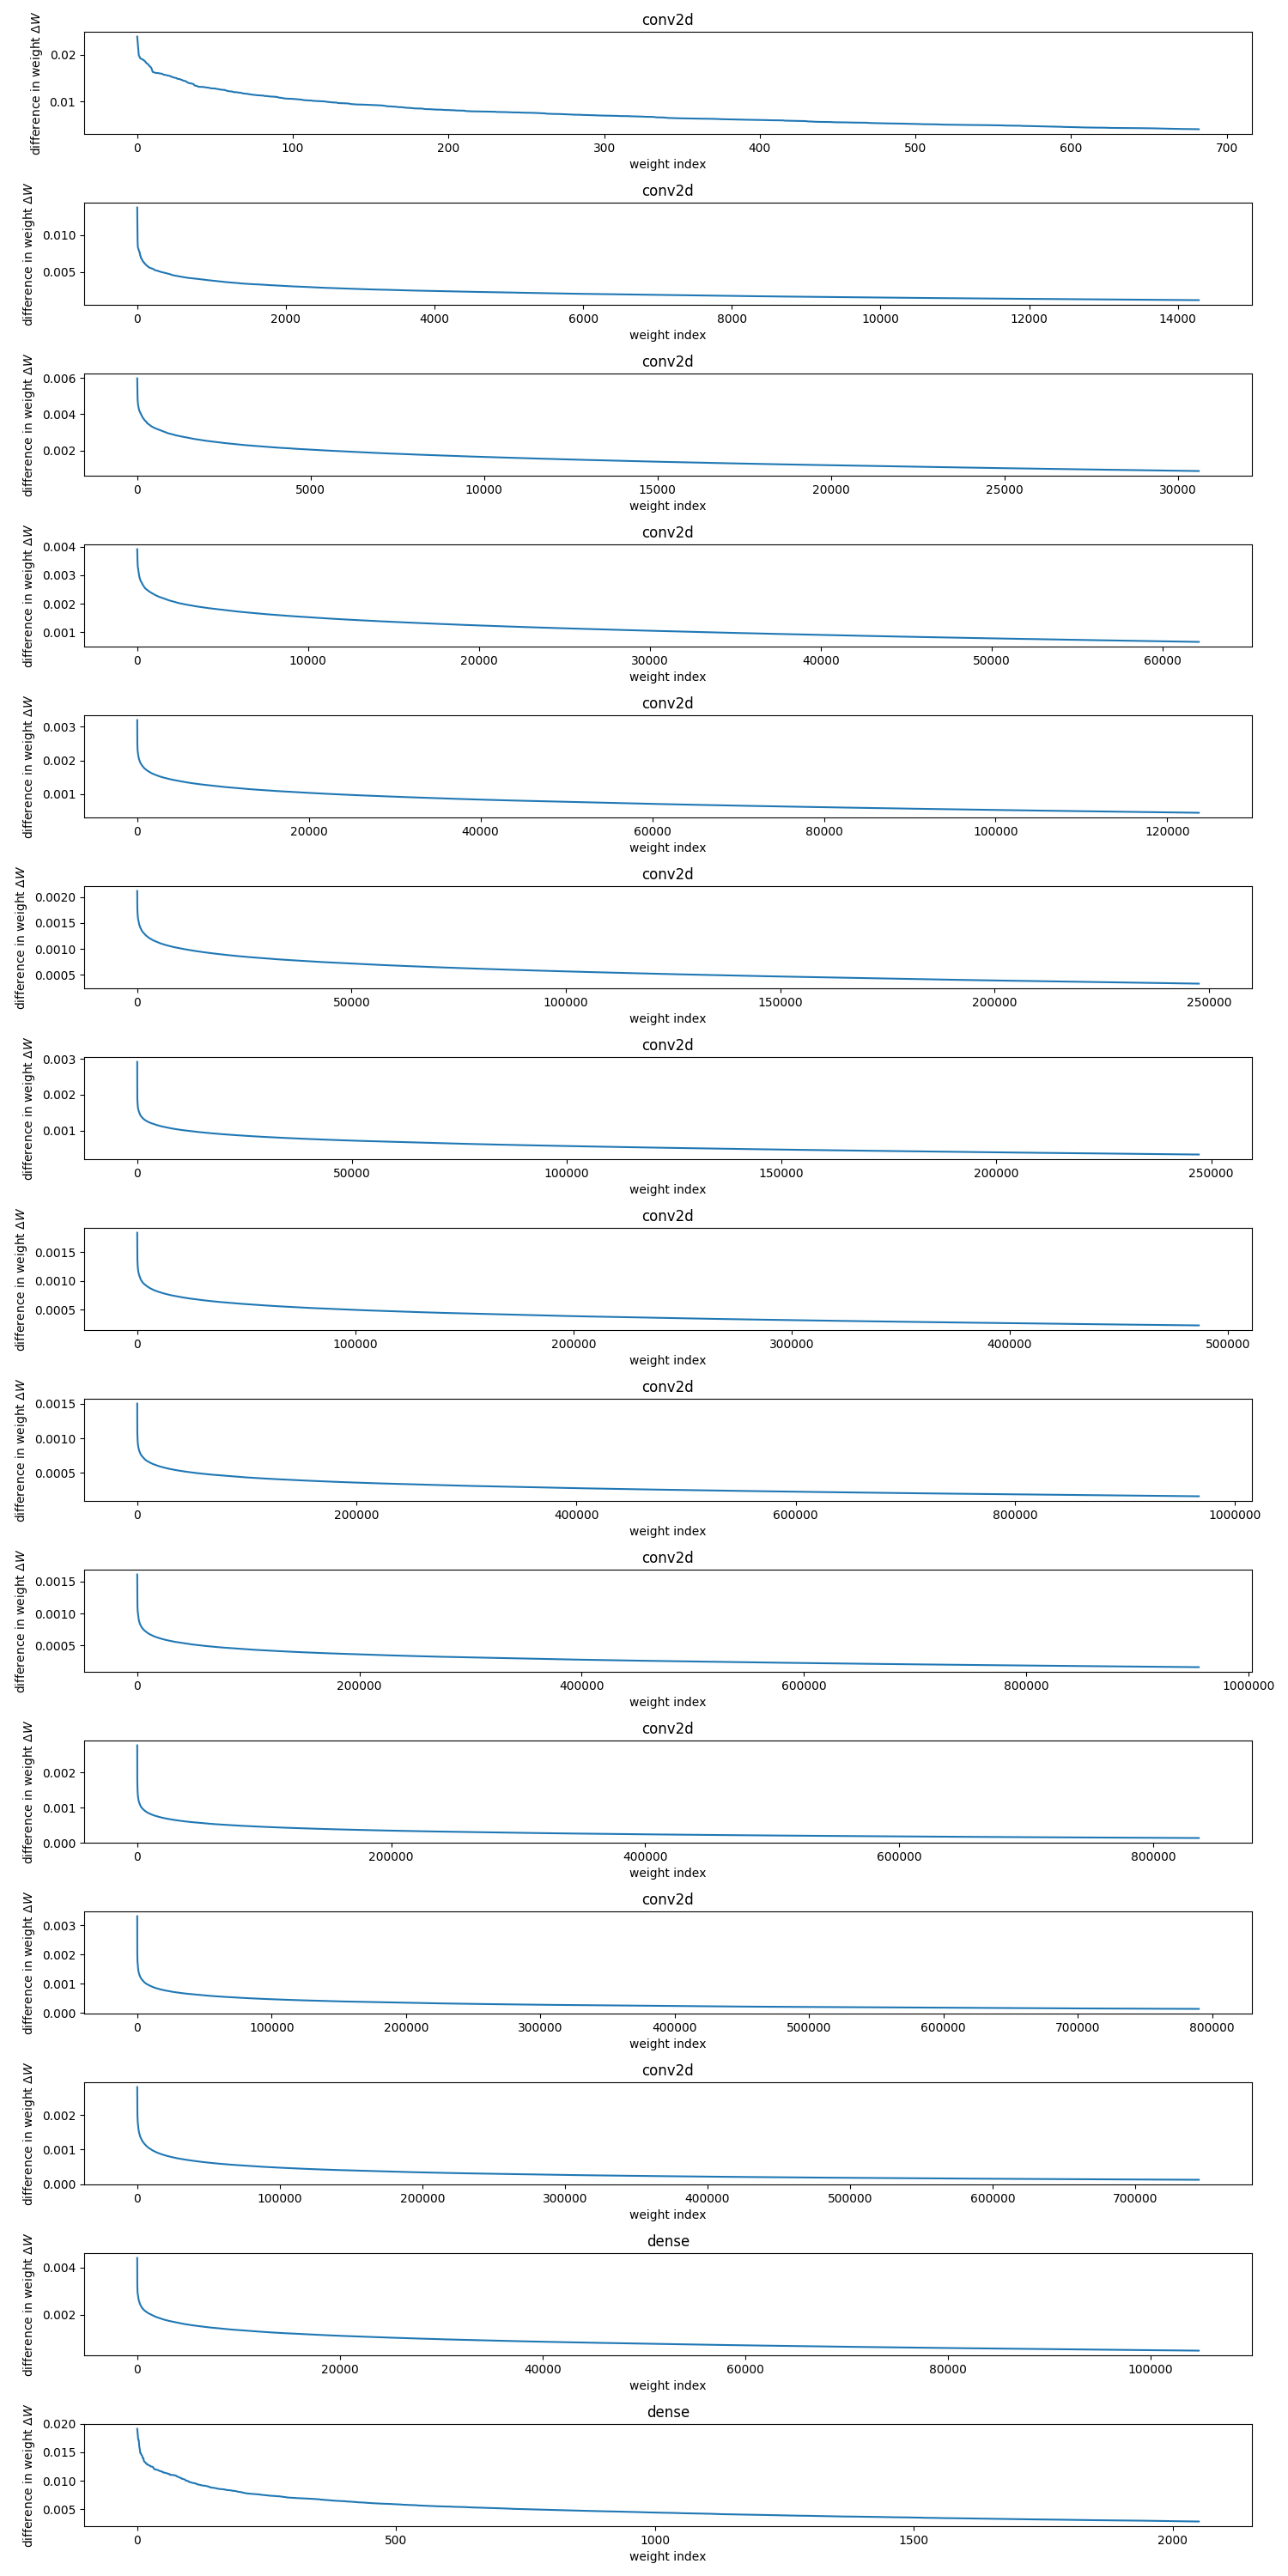 conv2d
difference in weight ΔW
0.02
0.01
0 100 200 300 400 500 600 700
weight index
conv2d
difference in weight ΔW
0.010
0.005
0 2000 4000 6000 8000 10000 12000 14000
weight index
conv2d
difference in weight ΔW
0.006
0.004
0.002
0 5000 10000 15000 20000 25000 30000
weight index
conv2d
difference in weight ΔW
0.004
0.003
0.002
0.001
0 10000 20000 30000 40000 50000 60000
weight index
conv2d
difference in weight ΔW
0.003
0.002
0.001
0 20000 40000 60000 80000 100000 120000
weight index
conv2d
difference in weight ΔW
0.0020
0.0015
0.0010
0.0005
0 50000 100000 150000 200000 250000
weight index
conv2d
difference in weight ΔW
0.003
0.002
0.001
0 50000 100000 150000 200000 250000
weight index
conv2d
difference in weight ΔW
0.0015
0.0010
0.0005
0 100000 200000 300000 400000 500000
weight index
conv2d
difference in weight ΔW
0.0015
0.0010
0.0005
0 200000 400000 600000 800000 1000000
weight index
conv2d
difference in weight ΔW
0.0015
0.0010
0.0005
0 200000 400000 600000 800000 1000000
weight index
conv2d
difference in weight ΔW
0.002
0.001
0.000
0 200000 400000 600000 800000
weight index
conv2d
difference in weight ΔW
0.003
0.002
0.001
0.000
0 100000 200000 300000 400000 500000 600000 700000 800000
weight index
conv2d
difference in weight ΔW
0.002
0.001
0.000
0 100000 200000 300000 400000 500000 600000 700000
weight index
dense
difference in weight ΔW
0.004
0.002
0 20000 40000 60000 80000 100000
weight index
dense
difference in weight ΔW
0.020
0.015
0.010
0.005
0 500 1000 1500 2000
weight index